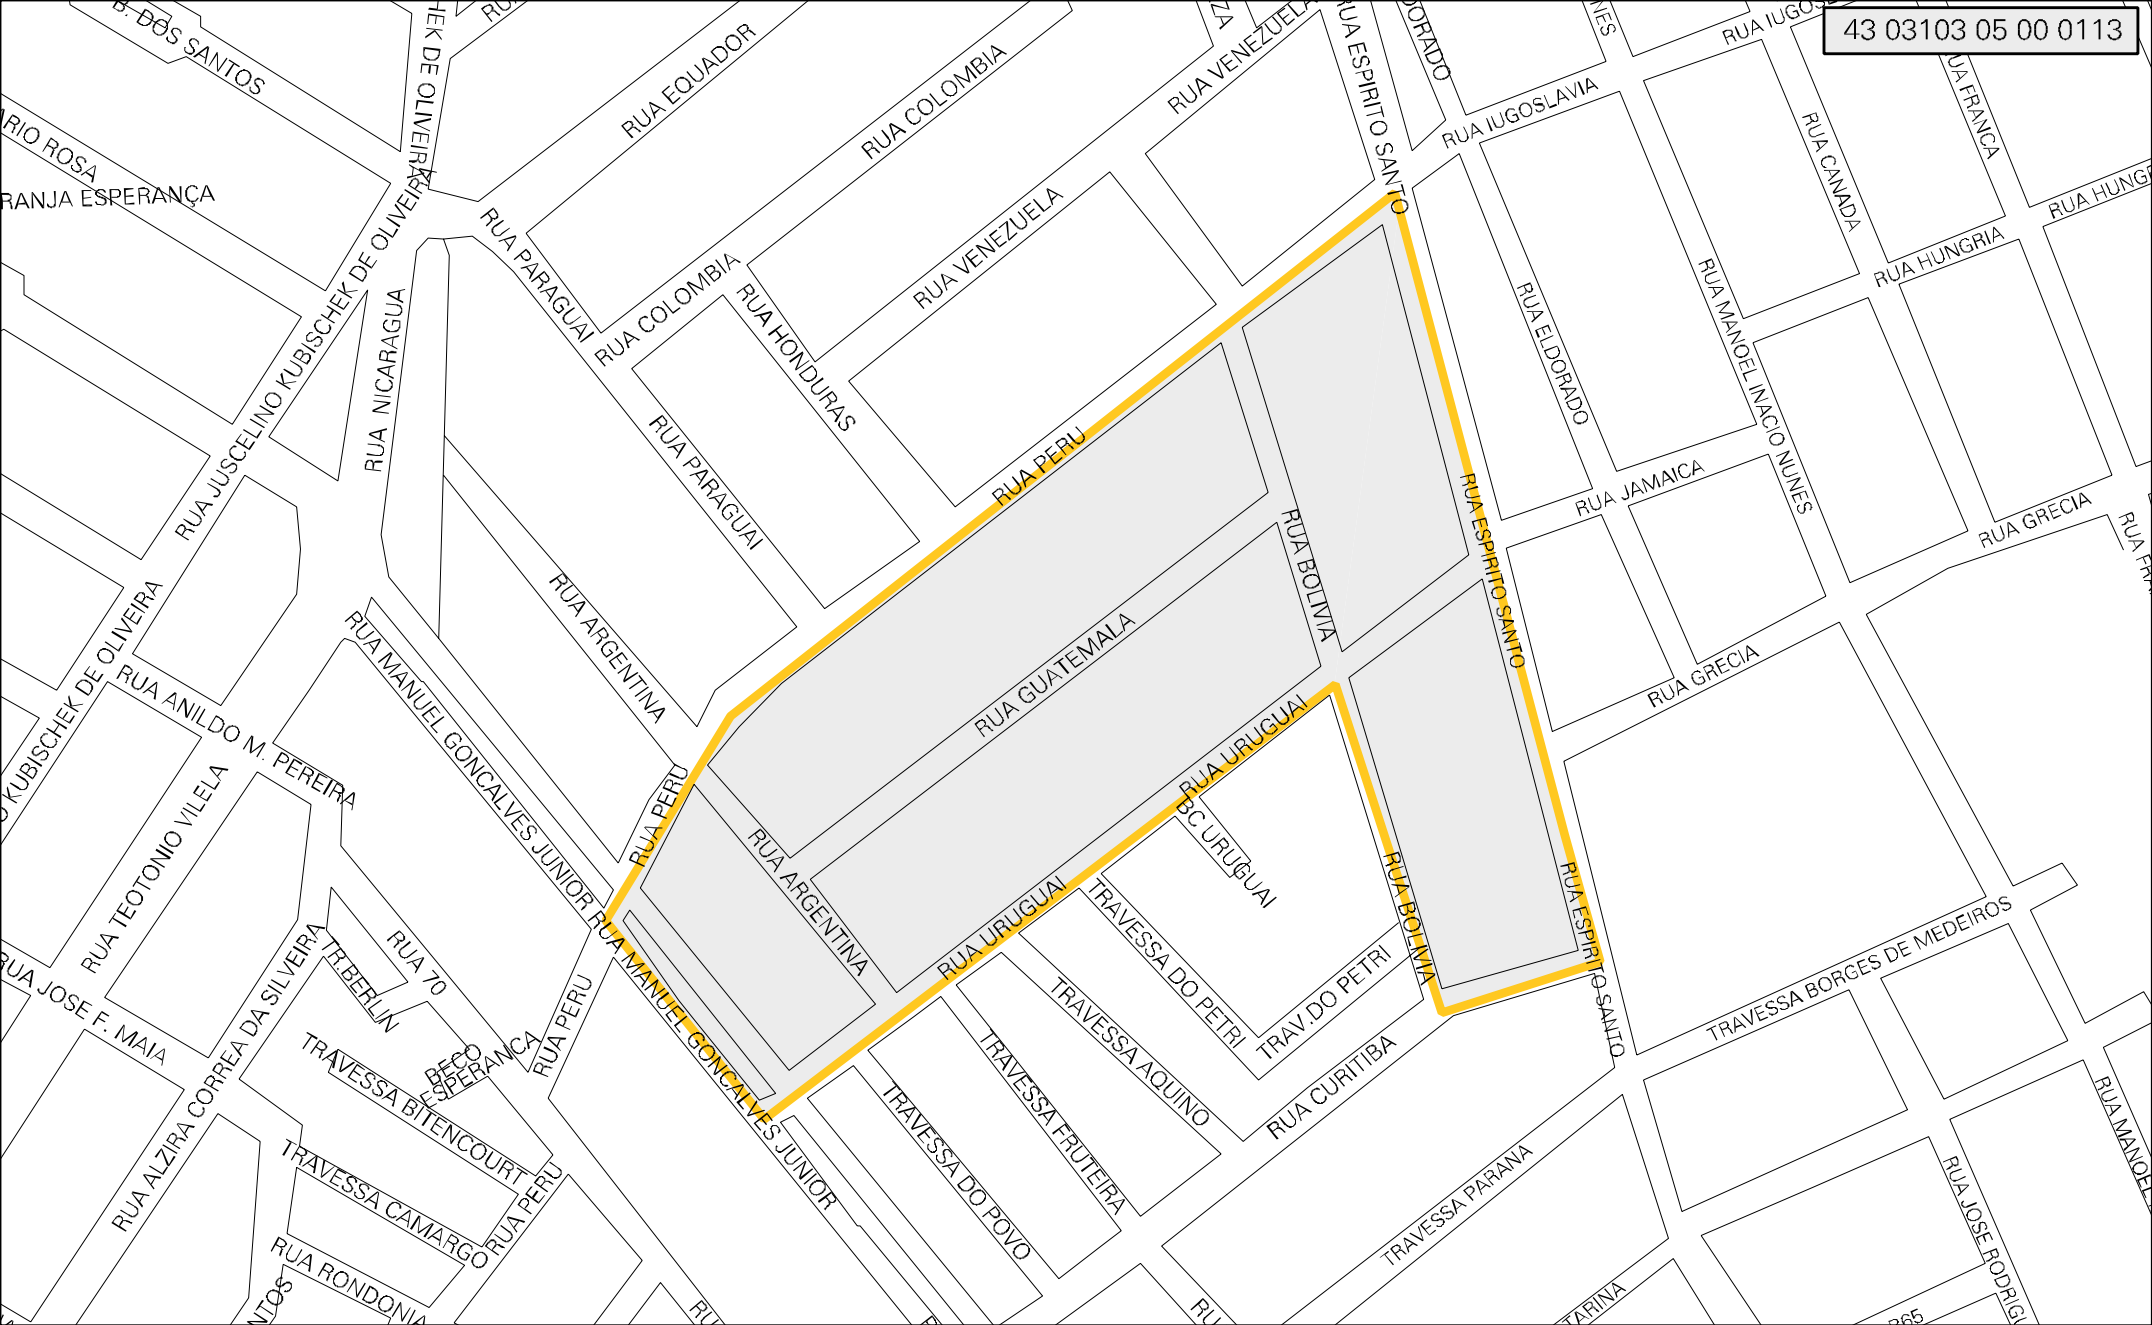 43 03103 05 00 0113
B. DOS SANTOS
RUA EQUADOR
RUA COLOMBIA
RUA VENEZUELA
RUA ESPIRITO SANTO
RUA IUGOSLAVIA
RUA CANADA
RUA HUNGRIA
RANJA ESPERANÇA
RUA PARAGUAI
RUA COLOMBIA
RUA HONDURAS
RUA VENEZUELA
RUA ELDORADO
RUA MANOEL INACIO NUNES
RUA NICARAGUA
RUA JUSCELINO KUBISCHEK DE OLIVEIRA
RUA PARAGUAI
RUA PERU
RUA JAMAICA
RUA GRECIA
RUA ESPIRITO SANTO
RUA BOLIVIA
RUA ARGENTINA
RUA GUATEMALA
RUA GRECIA
RUA MANUEL GONCALVES JUNIOR
RUA ANILDO M. PEREIRA
KUBISCHEK DE OLIVEIRA
RUA TEOTONIO VILELA
RUA PERU
RUA ARGENTINA
RUA URUGUAI
BC URUGUAI
RUA URUGUAI
RUA BOLIVIA
RUA ESPIRITO SANTO
TRAVESSA BORGES DE MEDEIROS
RUA JOSE F. MAIA
RUA 70
TR.BERLIN
RUA ALZIRA CORREA DA SILVEIRA
RUA MANUEL GONCALVES JUNIOR
TRAVESSA DO PETRI
TRAV.DO PETRI
TRAVESSA AQUINO
RUA PERU
BECO
ESPERANCA
TRAVESSA BITENCOURT
TRAVESSA FRUTEIRA
RUA CURITIBA
TRAVESSA DO POVO
TRAVESSA CAMARGO
RUA PERU
TRAVESSA PARANA
RUA RONDONIA
RUA JOSE RODRIG